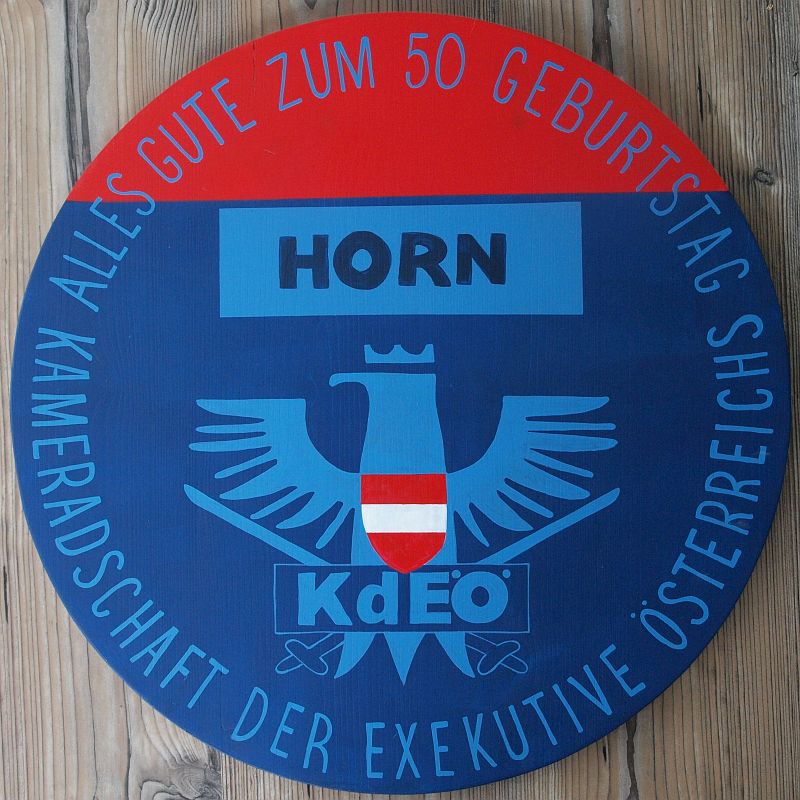 ALLES GUTE ZUM 50 GEBURTSTAG
HORN
KdEÖ
KAMERADSCHAFT DER EXEKUTIVE ÖSTERREICHS